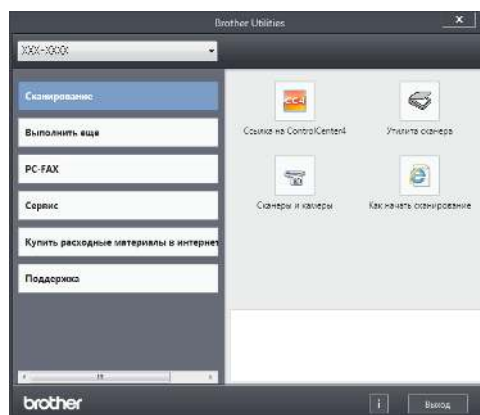 Brother Utilities
X
XXX-XXXX
Сканирование
Выполнить еще
PC-FAX
Сервис
Купить расходные материалы в интернет
Поддержка
CC4
Ссылка на ControlCenter4
Утилита сканера
Сканеры и камеры
Как начать сканирование
brother
i
Выход